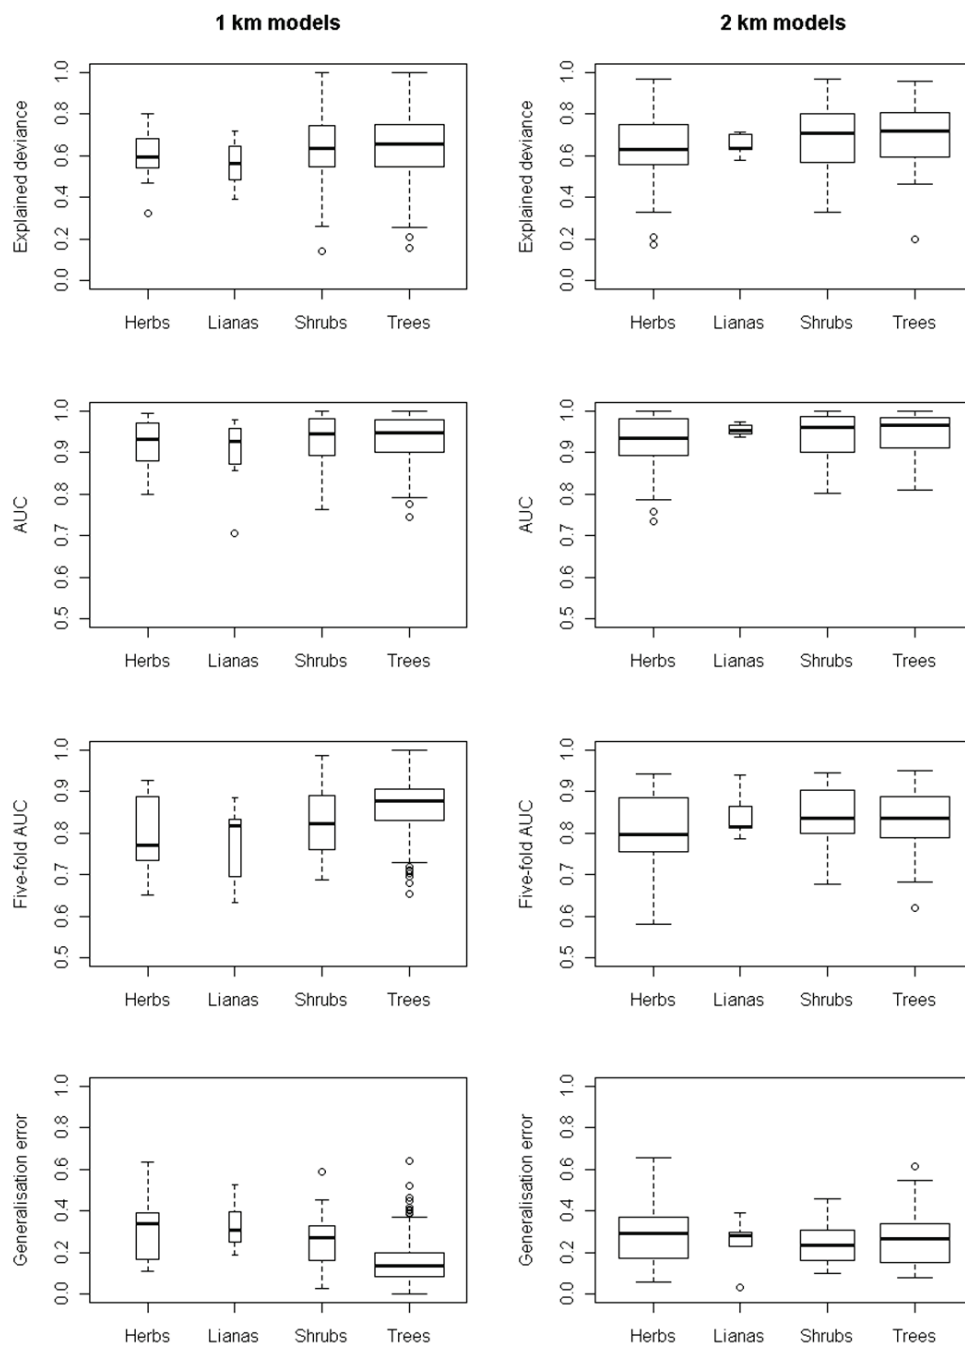 1 km models
2 km models
Explained deviance
1.0
0.8
0.6
0.4
0.2
0.0
Herbs Lianas Shrubs Trees
Explained deviance
1.0
0.8
0.6
0.4
0.2
0.0
Herbs Lianas Shrubs Trees
AUC
1.0
0.9
0.8
0.7
0.6
0.5
Herbs Lianas Shrubs Trees
AUC
1.0
0.9
0.8
0.7
0.6
0.5
Herbs Lianas Shrubs Trees
Five-fold AUC
1.0
0.9
0.8
0.7
0.6
0.5
Herbs Lianas Shrubs Trees
Five-fold AUC
1.0
0.9
0.8
0.7
0.6
0.5
Herbs Lianas Shrubs Trees
Generalisation error
1.0
0.8
0.6
0.4
0.2
0.0
Herbs Lianas Shrubs Trees
Generalisation error
1.0
0.8
0.6
0.4
0.2
0.0
Herbs Lianas Shrubs Trees